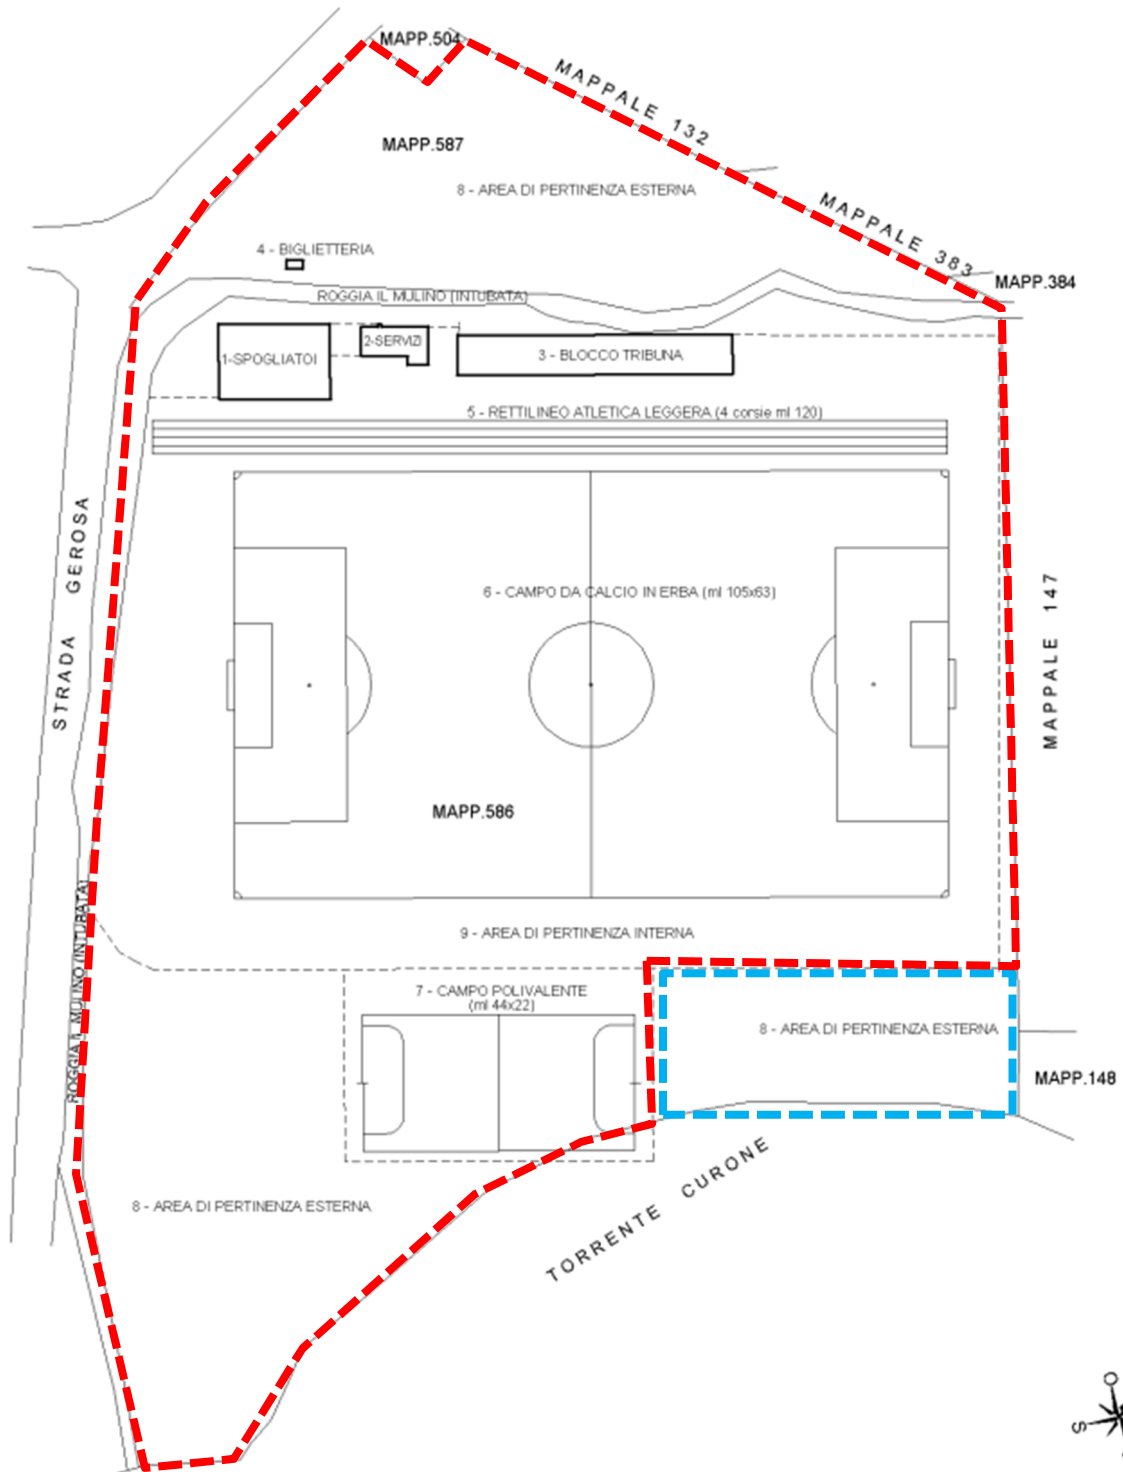 MAPP.504
MAPPALE 132
MAPP.587
8 - AREA DI PERTINENZA ESTERNA
MAPPALE 383
4 - BIGLIETTERIA
MAPP.384
ROGGIA IL MULINO (INTUBATA)
1-SPOGLIATOI
2-SERVIZI
3 - BLOCCO TRIBUNA
5 - RETTILINEO ATLETICA LEGGERA (4 corsie ml 120)
STRADA GEROSA
6 - CAMPO DA CALCIO IN ERBA (ml 105x63)
MAPPALE 147
MAPP.586
9 - AREA DI PERTINENZA INTERNA
ROGGIA IL MULINO (INTUBATA)
7 - CAMPO POLIVALENTE
(ml 44x22)
8 - AREA DI PERTINENZA ESTERNA
MAPP.148
8 - AREA DI PERTINENZA ESTERNA
TORRENTE CURONE
O
S